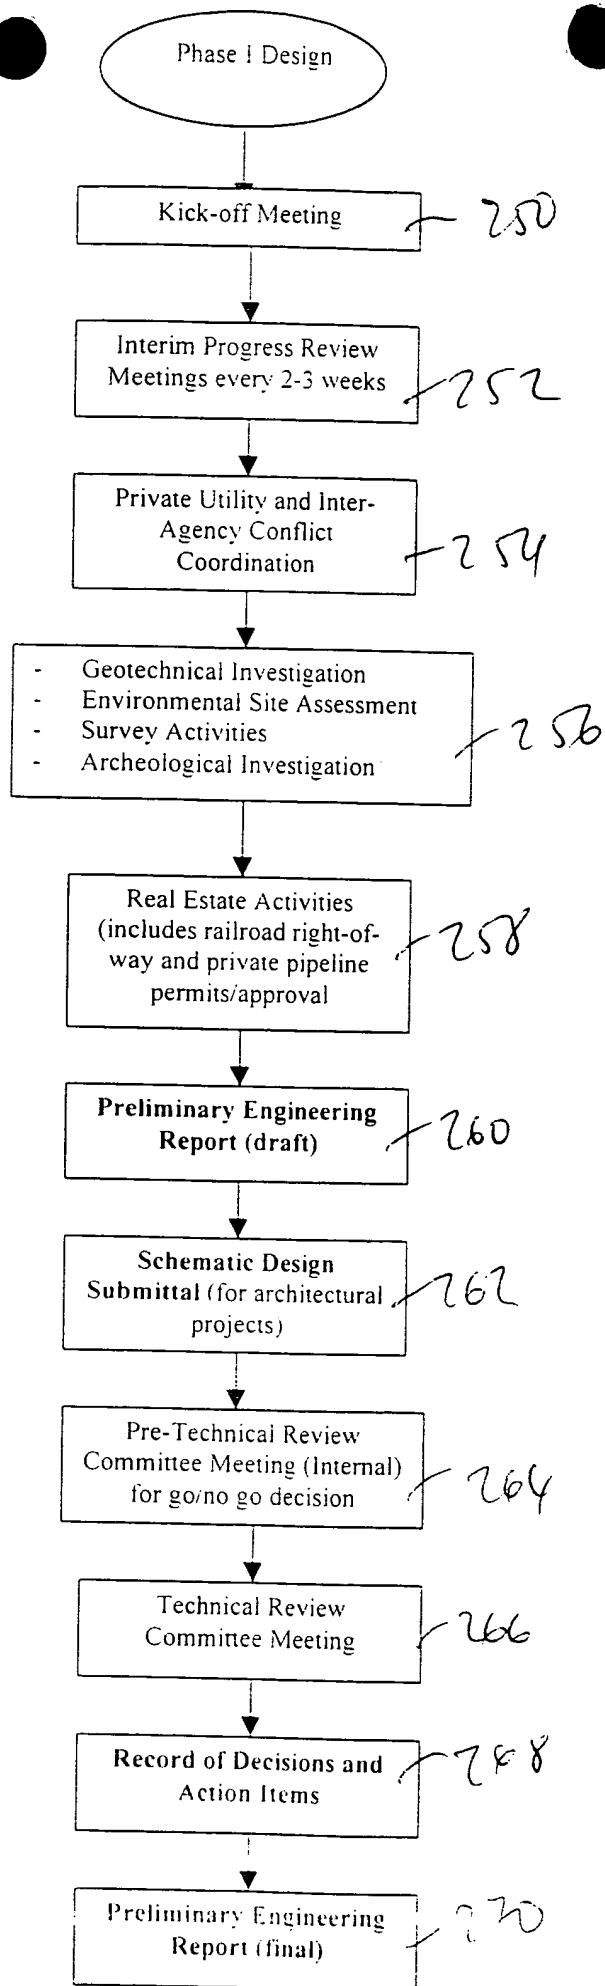 Phase I Design
Kick-off Meeting
250
Interim Progress Review
Meetings every 2-3 weeks
252
Private Utility and Inter-
Agency Conflict
Coordination
254
- Geotechnical Investigation
- Environmental Site Assessment
- Survey Activities
- Archeological Investigation
256
Real Estate Activities
(includes railroad right-of-
way and private pipeline
permits/approval
258
Preliminary Engineering
Report (draft)
260
Schematic Design
Submittal (for architectural
projects)
262
Pre-Technical Review
Committee Meeting (Internal)
for go/no go decision
264
Technical Review
Committee Meeting
266
Record of Decisions and
Action Items
268
Preliminary Engineering
Report (final)
270